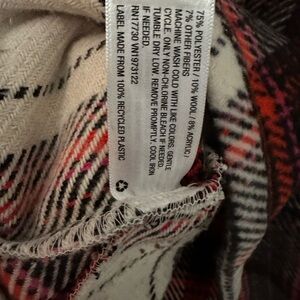 75% POLYESTER / 10% WOOL / 8% ACRYLIC /
7% OTHER FIBERS
MACHINE WASH COLD WITH LIKE COLORS, GENTLE
CYCLE. ONLY NON-CHLORINE BLEACH IF NEEDED.
TUMBLE DRY LOW. REMOVE PROMPTLY. COOL IRON
IF NEEDED.
RN17730 VN1973122
LABEL MADE FROM 100% RECYCLED PLASTIC